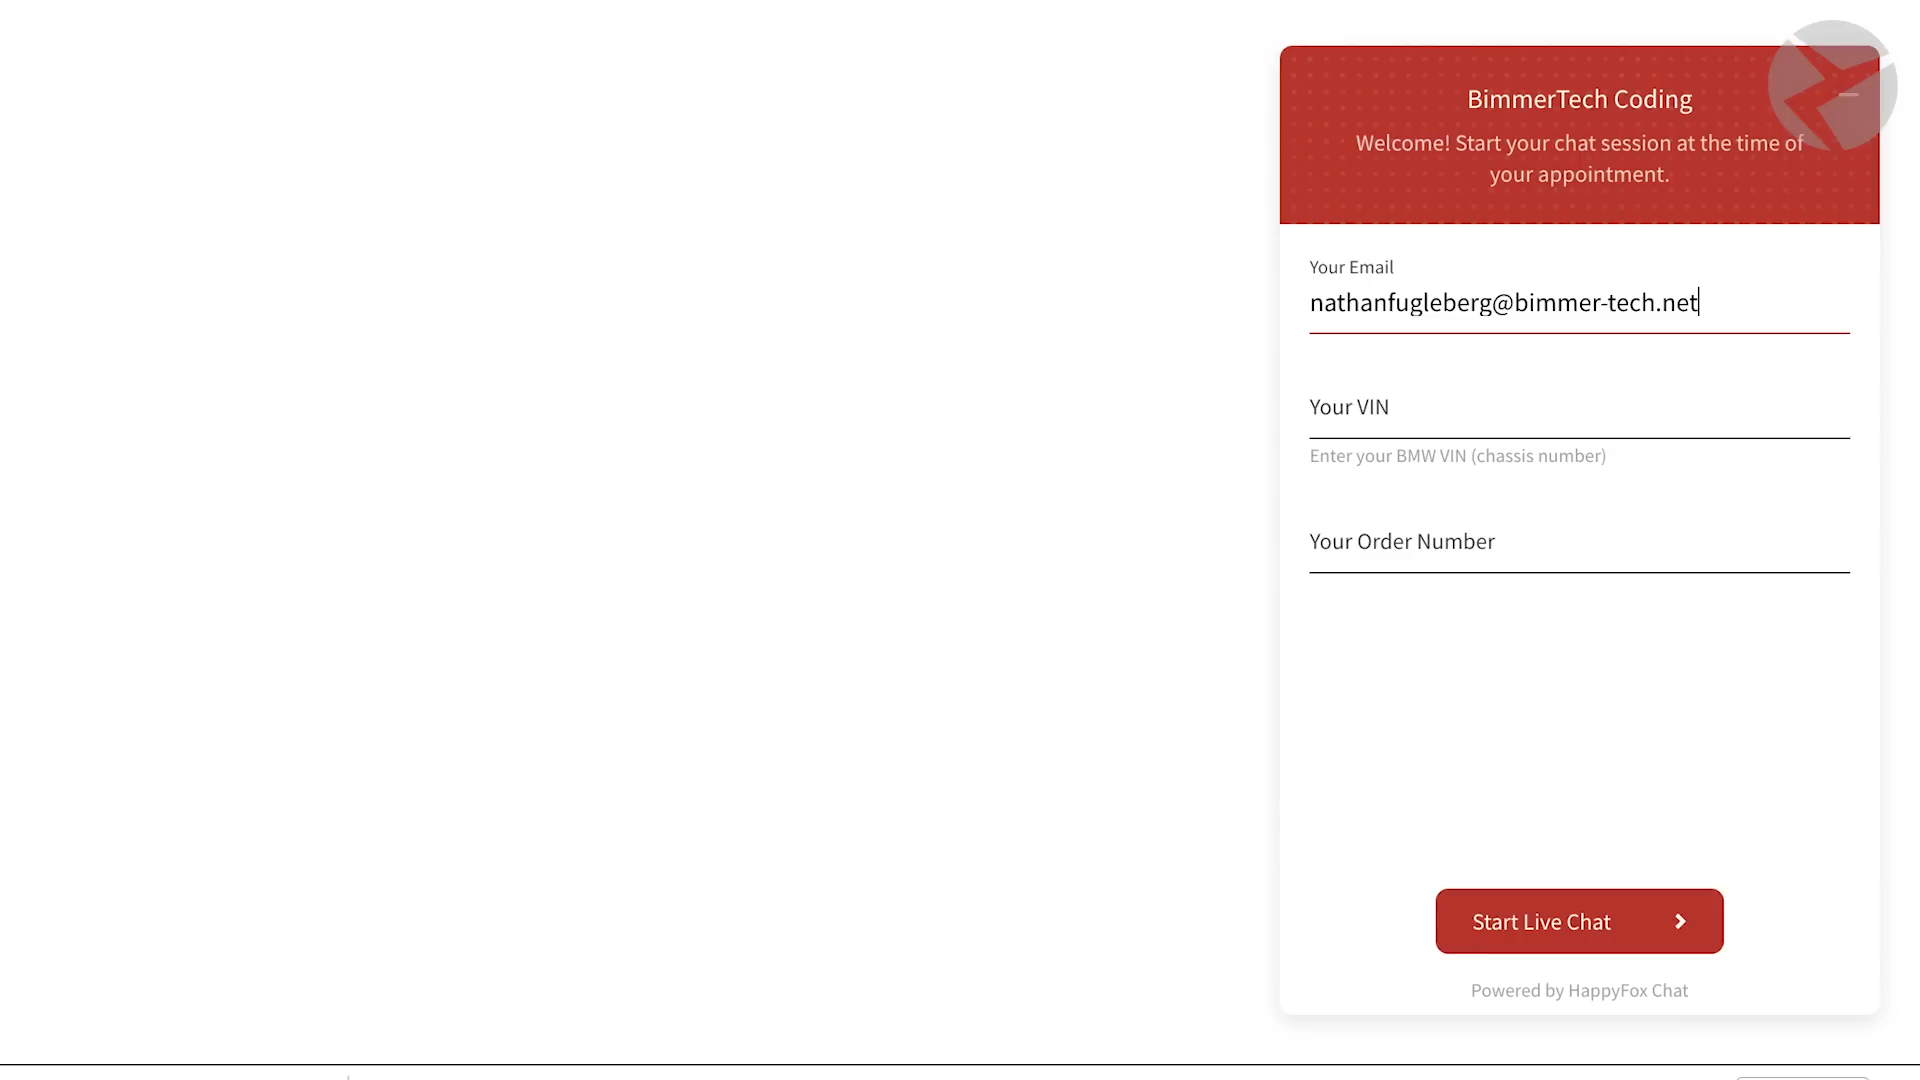 BimmerTech Coding
Welcome! Start your chat session at the time of
your appointment.
Your Email
nathanfugleberg@bimmer-tech.net
Your VIN
Enter your BMW VIN (chassis number)
Your Order Number
Start Live Chat
Powered by HappyFox Chat